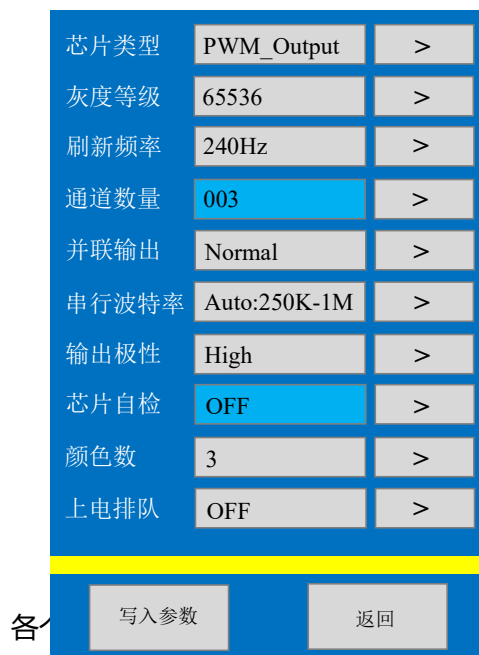 芯片类型 PWM_Output >
灰度等级 65536 >
刷新频率 240Hz >
通道数量 003 >
并联输出 Normal >
串行波特率 Auto:250K-1M >
输出极性 High >
芯片自检 OFF >
颜色数 3 >
上电排队 OFF >
写入参数 返回
各